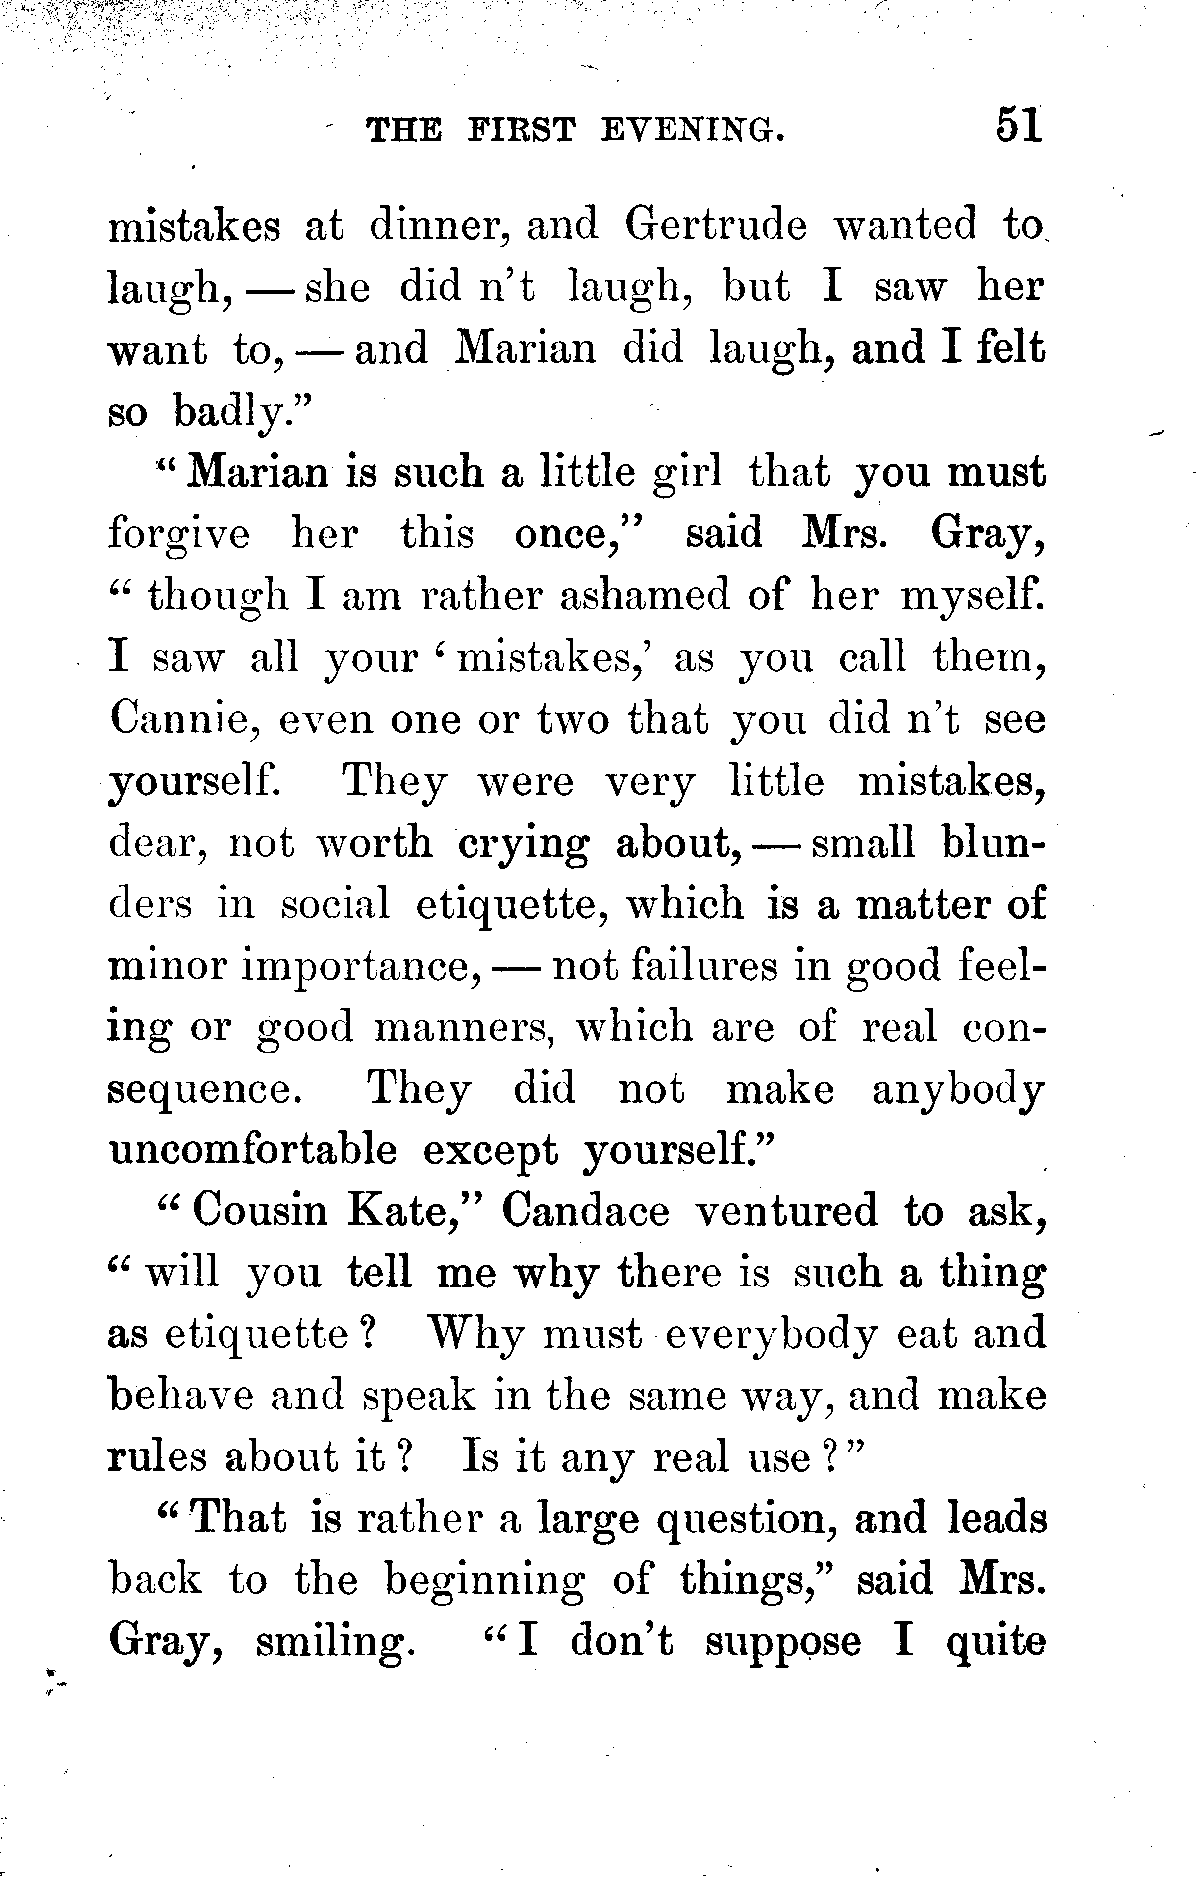 THE FIRST EVENING. 51
mistakes at dinner, and Gertrude wanted to
laugh, — she did n't laugh, but I saw her
want to, — and Marian did laugh, and I felt
so badly."
" Marian is such a little girl that you must
forgive her this once," said Mrs. Gray,
" though I am rather ashamed of her myself.
I saw all your ' mistakes,' as you call them,
Cannie, even one or two that you did n't see
yourself. They were very little mistakes,
dear, not worth crying about, — small blun-
ders in social etiquette, which is a matter of
minor importance, — not failures in good feel-
ing or good manners, which are of real con-
sequence. They did not make anybody
uncomfortable except yourself."
" Cousin Kate," Candace ventured to ask,
" will you tell me why there is such a thing
as etiquette ? Why must everybody eat and
behave and speak in the same way, and make
rules about it ? Is it any real use ? "
" That is rather a large question, and leads
back to the beginning of things," said Mrs.
Gray, smiling. " I don't suppose I quite